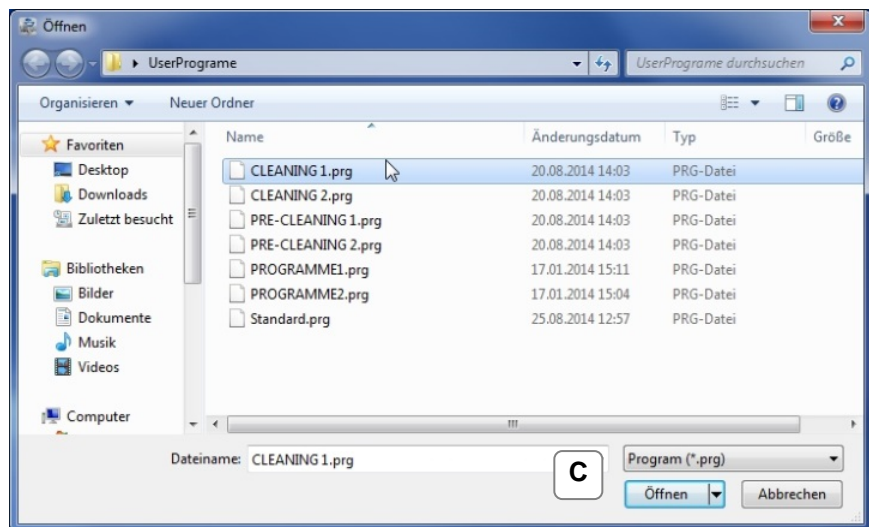 Öffnen
UserPrograme
UserPrograme durchsuchen
Organisieren Neuer Ordner
Favoriten
Desktop
Downloads
Zuletzt besucht
Bibliotheken
Bilder
Dokumente
Musik
Videos
Computer
Name Änderungsdatum Typ Größe
CLEANING 1.prg 20.08.2014 14:03 PRG-Datei
CLEANING 2.prg 20.08.2014 14:03 PRG-Datei
PRE-CLEANING 1.prg 20.08.2014 14:03 PRG-Datei
PRE-CLEANING 2.prg 20.08.2014 14:03 PRG-Datei
PROGRAMME1.prg 17.01.2014 15:11 PRG-Datei
PROGRAMME2.prg 17.01.2014 15:04 PRG-Datei
Standard.prg 25.08.2014 12:57 PRG-Datei
Dateiname: CLEANING 1.prg
C
Program (*.prg)
Öffnen Abbrechen